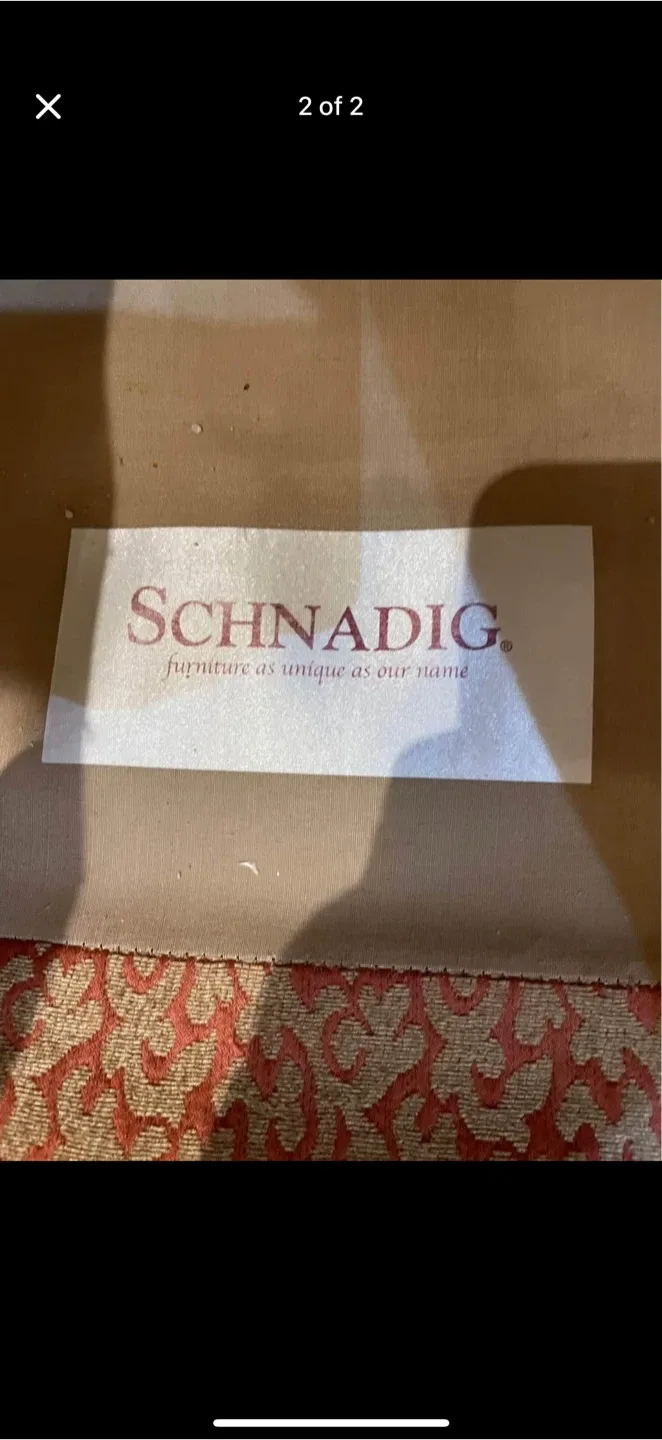 2 of 2
SCHNADIG®
furniture as unique as our name